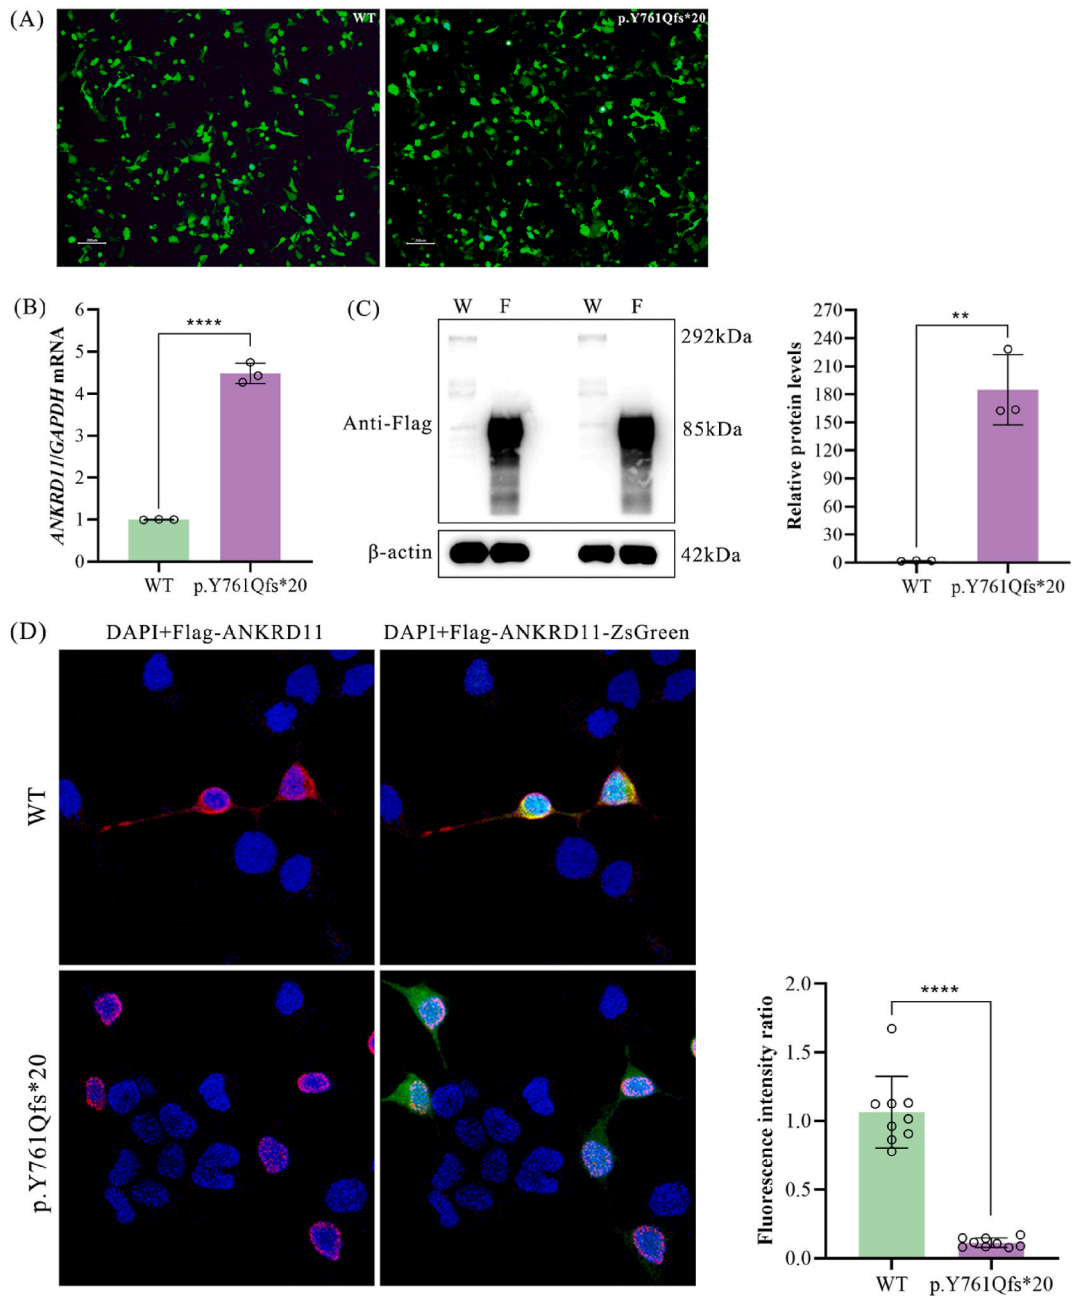 (A)
WT
p.Y761Qfs*20
200μm
200μm
(B)
ANKRD11/GAPDH mRNA
6
5
4
3
2
1
0
****
WT
p.Y761Qfs*20
(C)
W F W F
Anti-Flag
292kDa
85kDa
β-actin
42kDa
Relative protein levels
270
240
210
180
150
120
90
60
30
0
**
WT
p.Y761Qfs*20
(D)
DAPI+Flag-ANKRD11
DAPI+Flag-ANKRD11-ZsGreen
WT
p.Y761Qfs*20
Fluorescence intensity ratio
2.0
1.5
1.0
0.5
0.0
****
WT
p.Y761Qfs*20